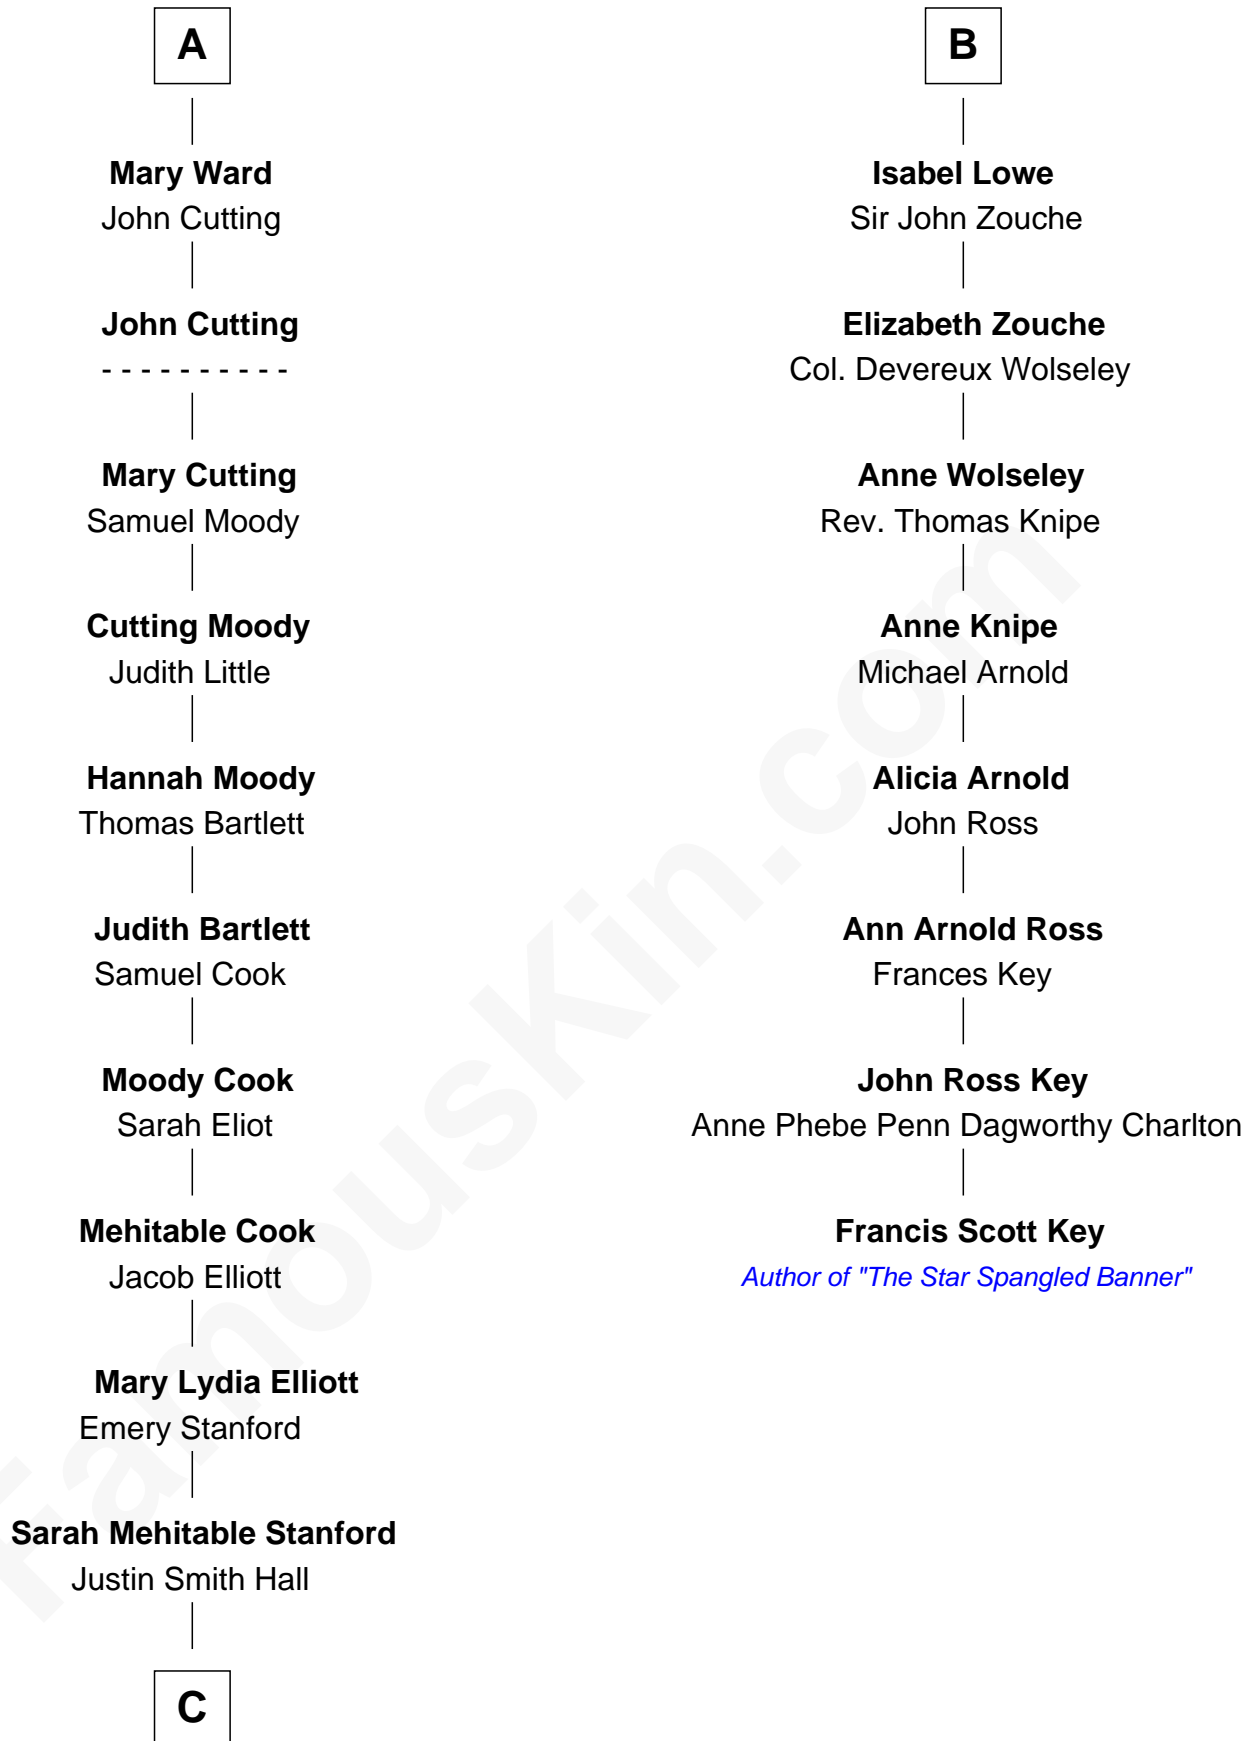 A
Mary Ward
John Cutting
John Cutting
- - - - - - - - - -
Mary Cutting
Samuel Moody
Cutting Moody
Judith Little
Hannah Moody
Thomas Bartlett
Judith Bartlett
Samuel Cook
Moody Cook
Sarah Eliot
Mehitable Cook
Jacob Elliott
Mary Lydia Elliott
Emery Stanford
Sarah Mehitable Stanford
Justin Smith Hall
C
B
Isabel Lowe
Sir John Zouche
Elizabeth Zouche
Col. Devereux Wolseley
Anne Wolseley
Rev. Thomas Knipe
Anne Knipe
Michael Arnold
Alicia Arnold
John Ross
Ann Arnold Ross
Frances Key
John Ross Key
Anne Phebe Penn Dagworthy Charlton
Francis Scott Key
Author of "The Star Spangled Banner"
FamousKin.com